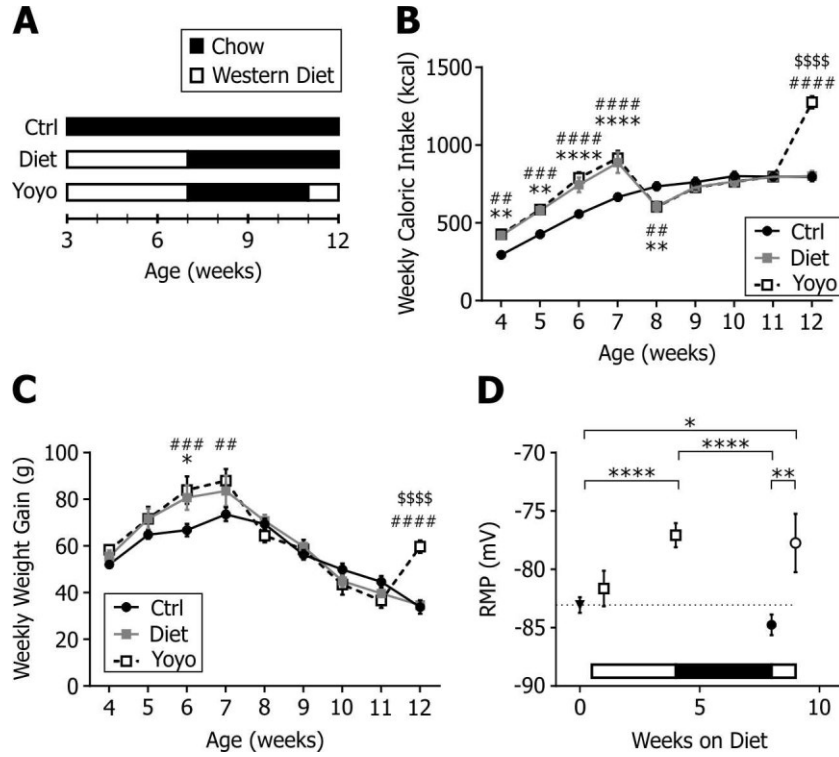 A
Chow
Western Diet
Ctrl
Diet
Yoyo
3 7 9 12
Age (weeks)
B
Weekly Caloric Intake (kcal)
1500
1000
500
0
##
**
###
**
####
****
####
****
##
**
$$$$
####
Ctrl
Diet
Yoyo
4 5 6 7 8 9 10 11 12
Age (weeks)
C
Weekly Weight Gain (g)
100
80
60
40
20
0
###
*
##
$$$$
####
Ctrl
Diet
Yoyo
4 5 6 7 8 9 10 11 12
Age (weeks)
D
RMP (mV)
-70
-75
-80
-85
-90
*
****
****
**
0 5 10
Weeks on Diet